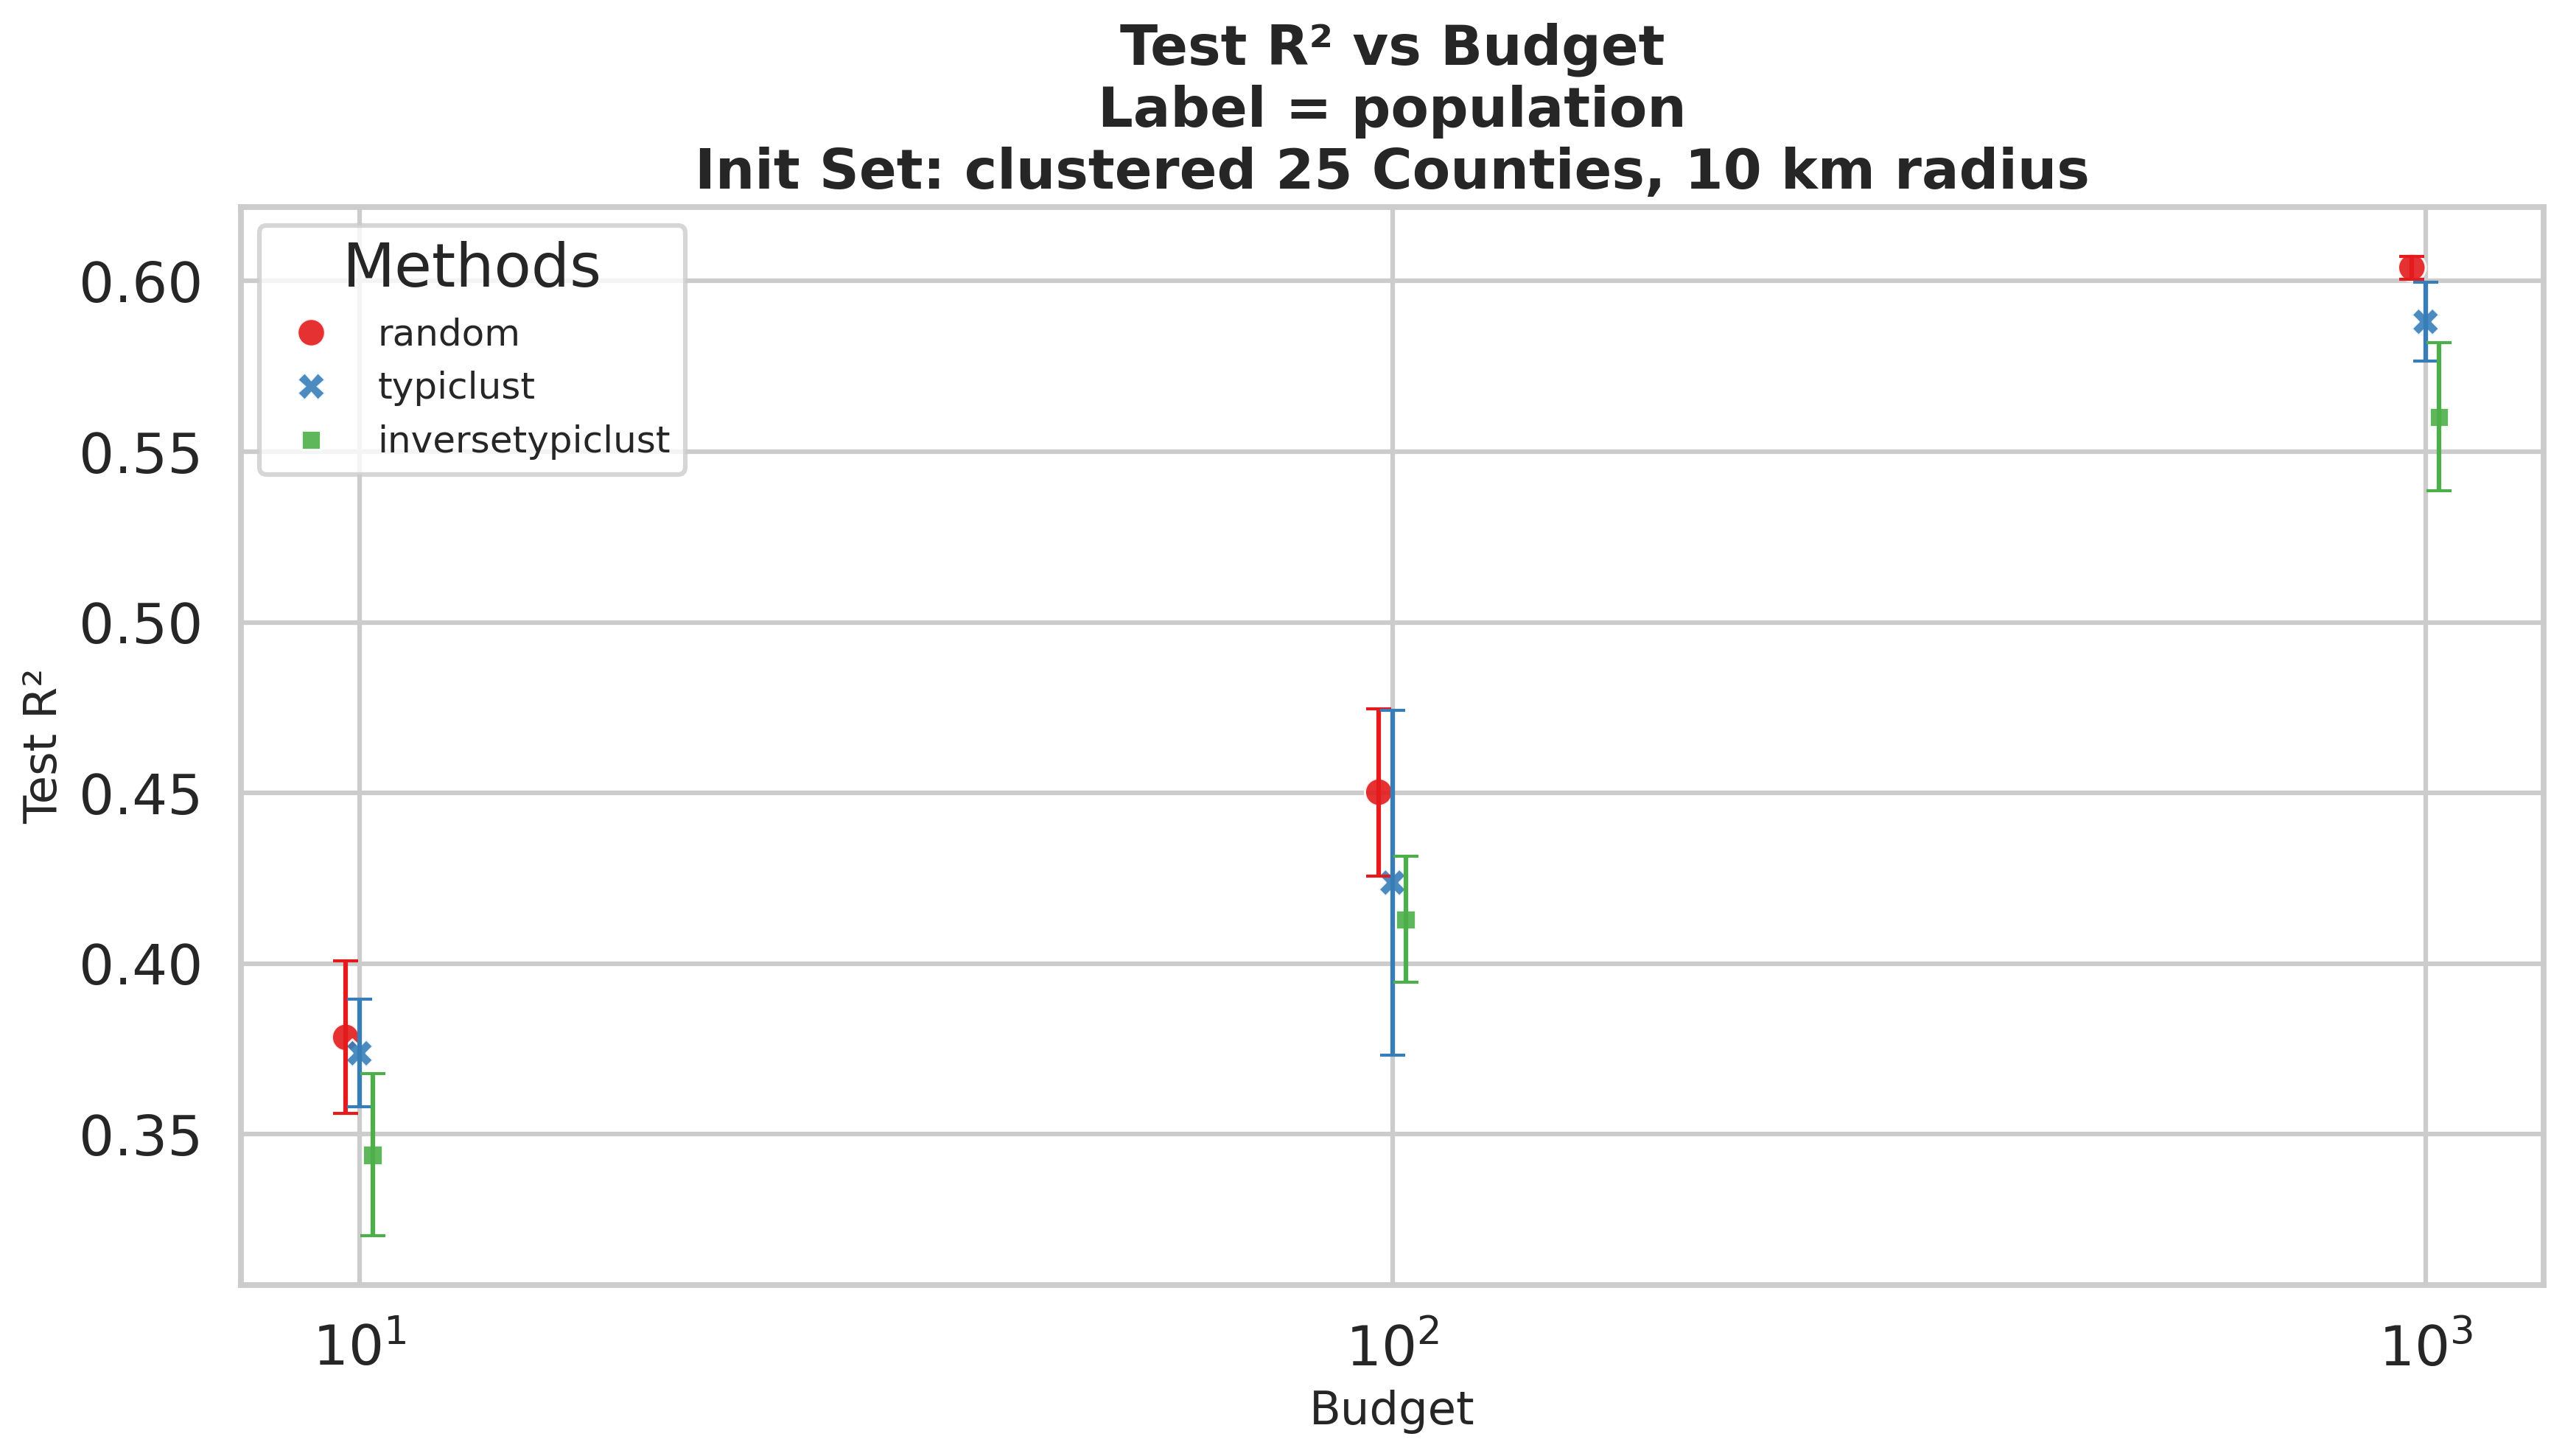 Test R² vs Budget
Label = population
Init Set: clustered 25 Counties, 10 km radius
Methods
random
typiclust
inversetypiclust
0.60
0.55
0.50
0.45
0.40
0.35
Test R²
10¹
10²
10³
Budget